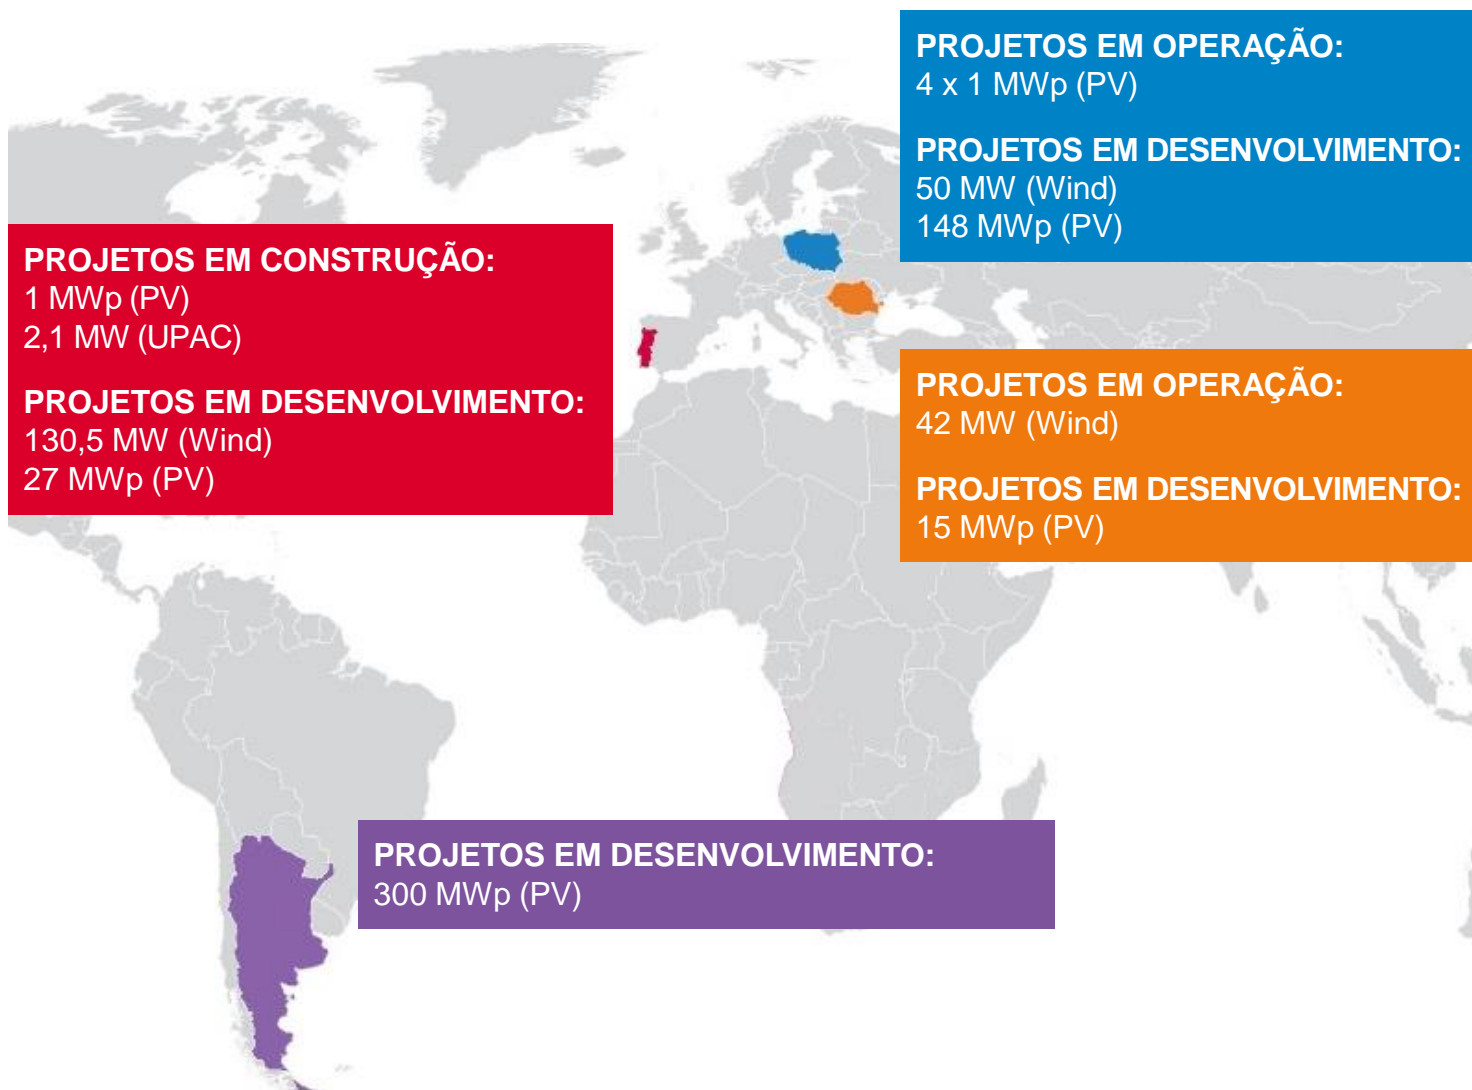 PROJETOS EM OPERAÇÃO:
4 x 1 MWp (PV)
PROJETOS EM DESENVOLVIMENTO:
50 MW (Wind)
148 MWp (PV)
PROJETOS EM CONSTRUÇÃO:
1 MWp (PV)
2,1 MW (UPAC)
PROJETOS EM DESENVOLVIMENTO:
130,5 MW (Wind)
27 MWp (PV)
PROJETOS EM OPERAÇÃO:
42 MW (Wind)
PROJETOS EM DESENVOLVIMENTO:
15 MWp (PV)
PROJETOS EM DESENVOLVIMENTO:
300 MWp (PV)